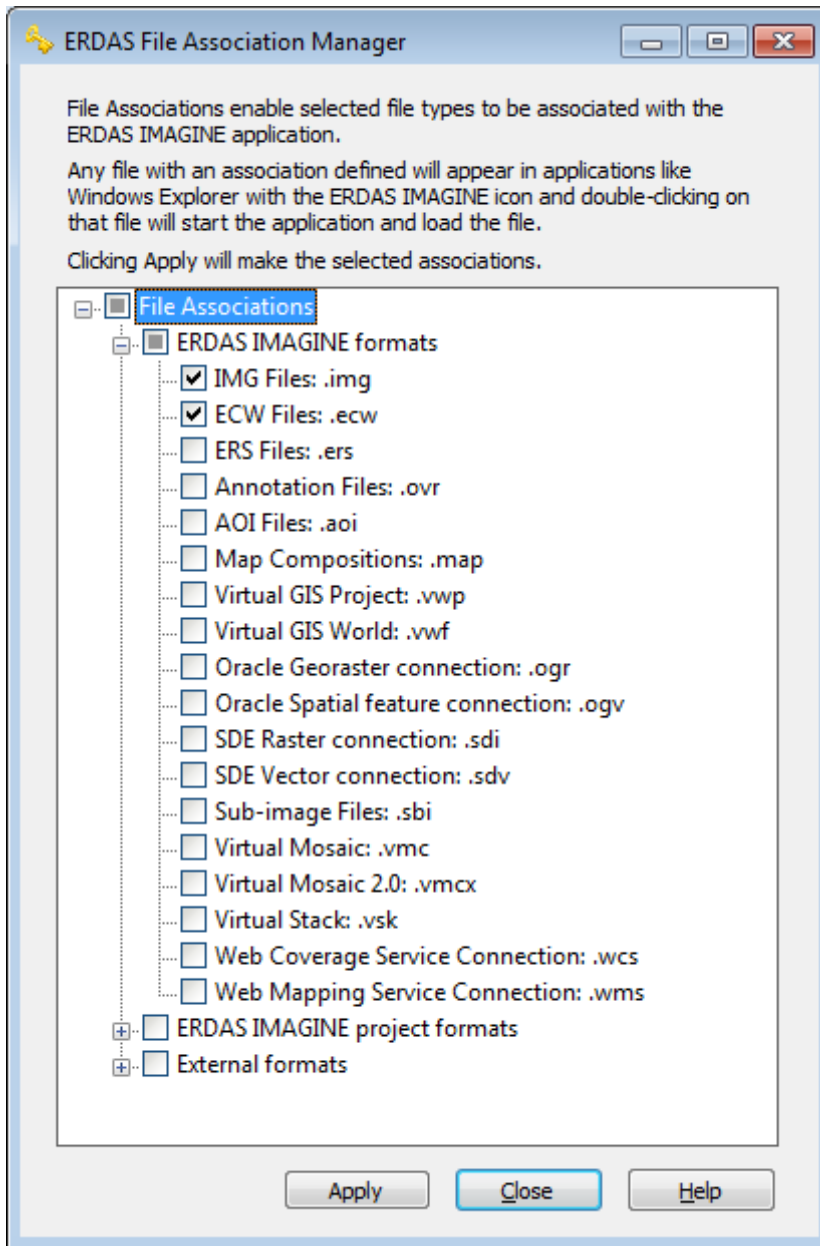 ERDAS File Association Manager
File Associations enable selected file types to be associated with the
ERDAS IMAGINE application.
Any file with an association defined will appear in applications like
Windows Explorer with the ERDAS IMAGINE icon and double-clicking on
that file will start the application and load the file.
Clicking Apply will make the selected associations.
File Associations
ERDAS IMAGINE formats
IMG Files: .img
ECW Files: .ecw
ERS Files: .ers
Annotation Files: .ovr
AOI Files: .aoi
Map Compositions: .map
Virtual GIS Project: .vwp
Virtual GIS World: .vwf
Oracle Georaster connection: .ogr
Oracle Spatial feature connection: .ogv
SDE Raster connection: .sdi
SDE Vector connection: .sdv
Sub-image Files: .sbi
Virtual Mosaic: .vmc
Virtual Mosaic 2.0: .vmcx
Virtual Stack: .vsk
Web Coverage Service Connection: .wcs
Web Mapping Service Connection: .wms
ERDAS IMAGINE project formats
External formats
Apply Close Help